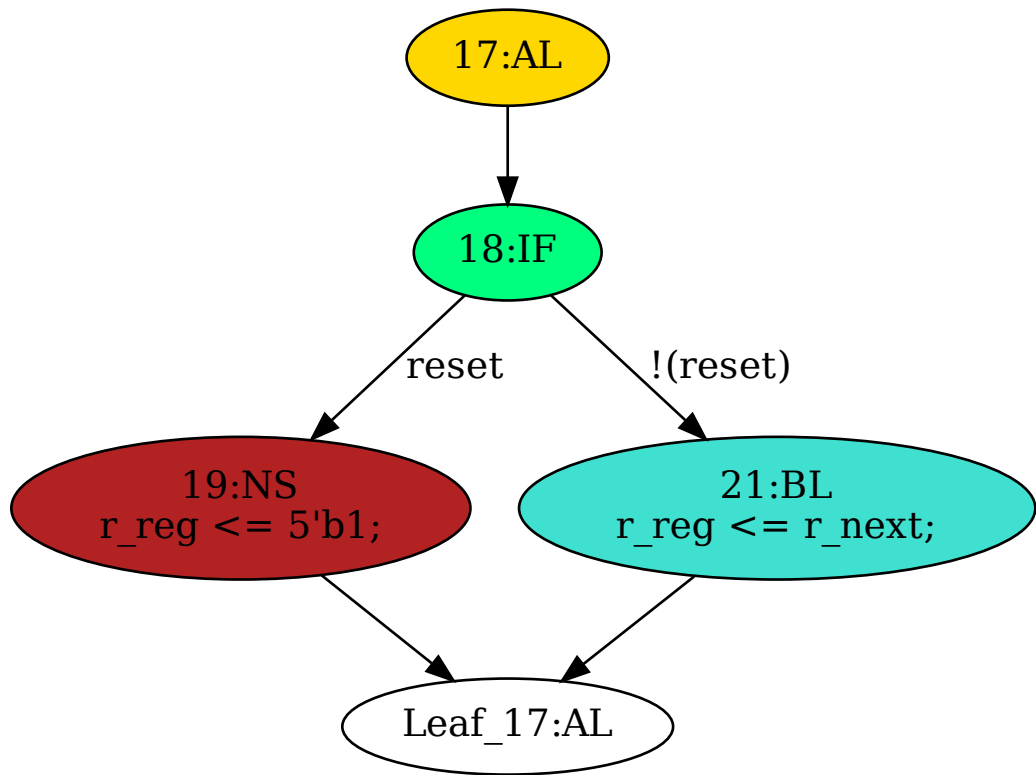 17:AL
18:IF
reset
!(reset)
19:NS
r_reg <= 5'b1;
21:BL
r_reg <= r_next;
Leaf_17:AL